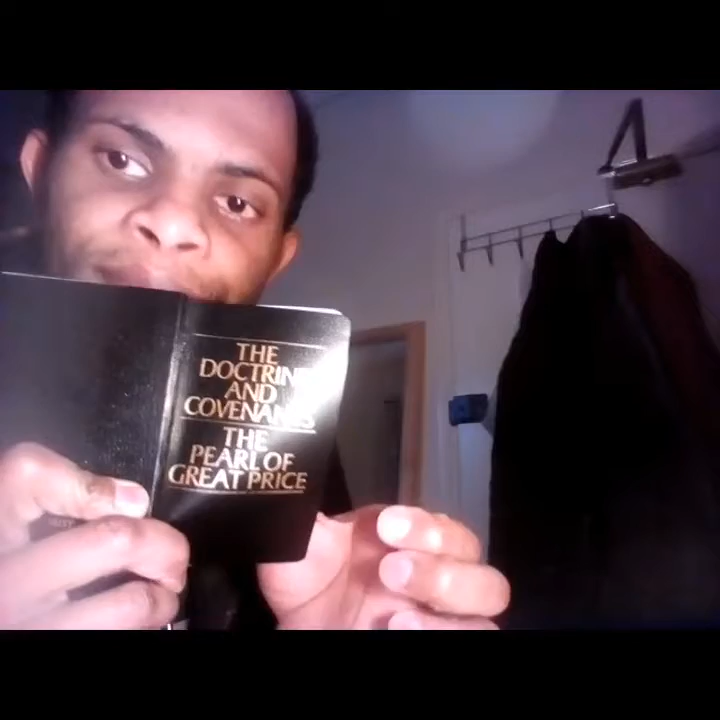 THE
DOCTRINE
AND
COVENANTS
THE
PEARL OF
GREAT PRICE